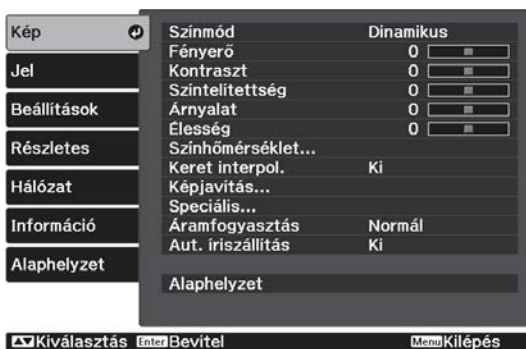 Kép
Jel
Beállítások
Részletes
Hálózat
Információ
Alaphelyzet
Színmód Dinamikus
Fényerő 0
Kontraszt 0
Színtelítettség 0
Árnyalat 0
Élesség 0
Színhőmérséklet...
Keret interpol. Ki
Képjavítás...
Speciális...
Áramfogyasztás Normál
Aut. íriszállítás Ki
Alaphelyzet
Kiválasztás Enter Bevitel Menu Kilépés